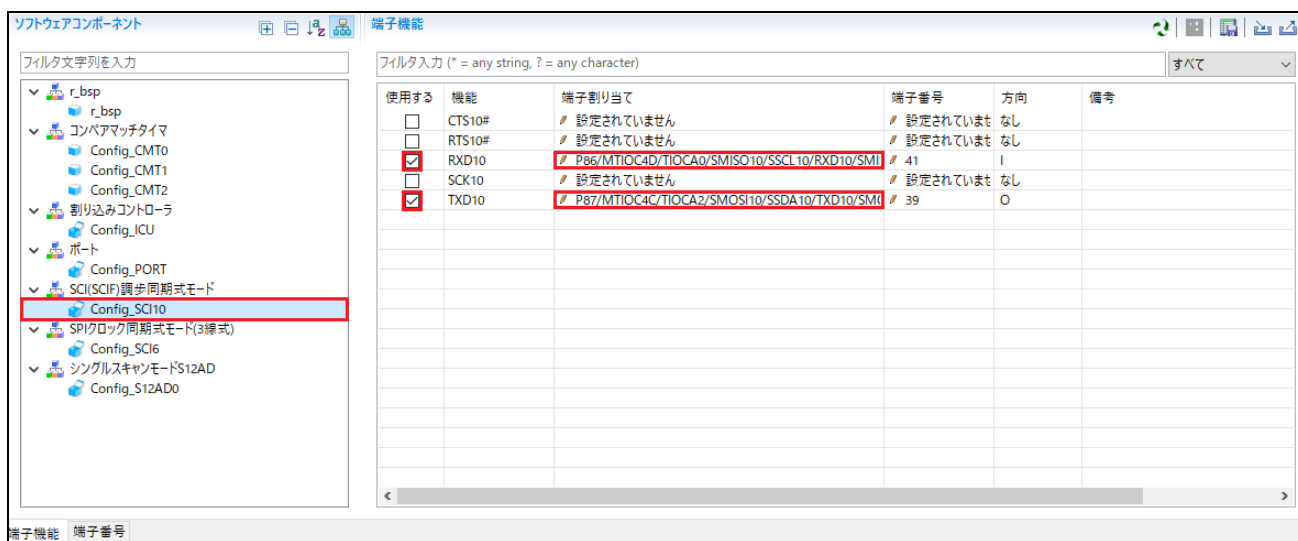 ソフトウェアコンポーネント
フィルタ文字列を入力
r_bsp
r_bsp
コンペアマッチタイマ
Config_CMT0
Config_CMT1
Config_CMT2
割り込みコントローラ
Config_ICU
ポート
Config_PORT
SCI(SCIF)調歩同期式モード
Config_SCI10
SPIクロック同期式モード(3線式)
Config_SCI6
シングルスキャンモードS12AD
Config_S12AD0
端子機能
フィルタ入力 (* = any string, ? = any character) すべて
使用する 機能 端子割り当て 端子番号 方向 備考
CTS10# 設定されていません 設定されていませ なし
RTS10# 設定されていません 設定されていませ なし
RXD10 P86/MTIOC4D/TIOCA0/SMISO10/SSCL10/RXD10/SMI 41 I
SCK10 設定されていません 設定されていませ なし
TXD10 P87/MTIOC4C/TIOCA2/SMOSI10/SSDA10/TXD10/SM 39 O
端子機能 端子番号